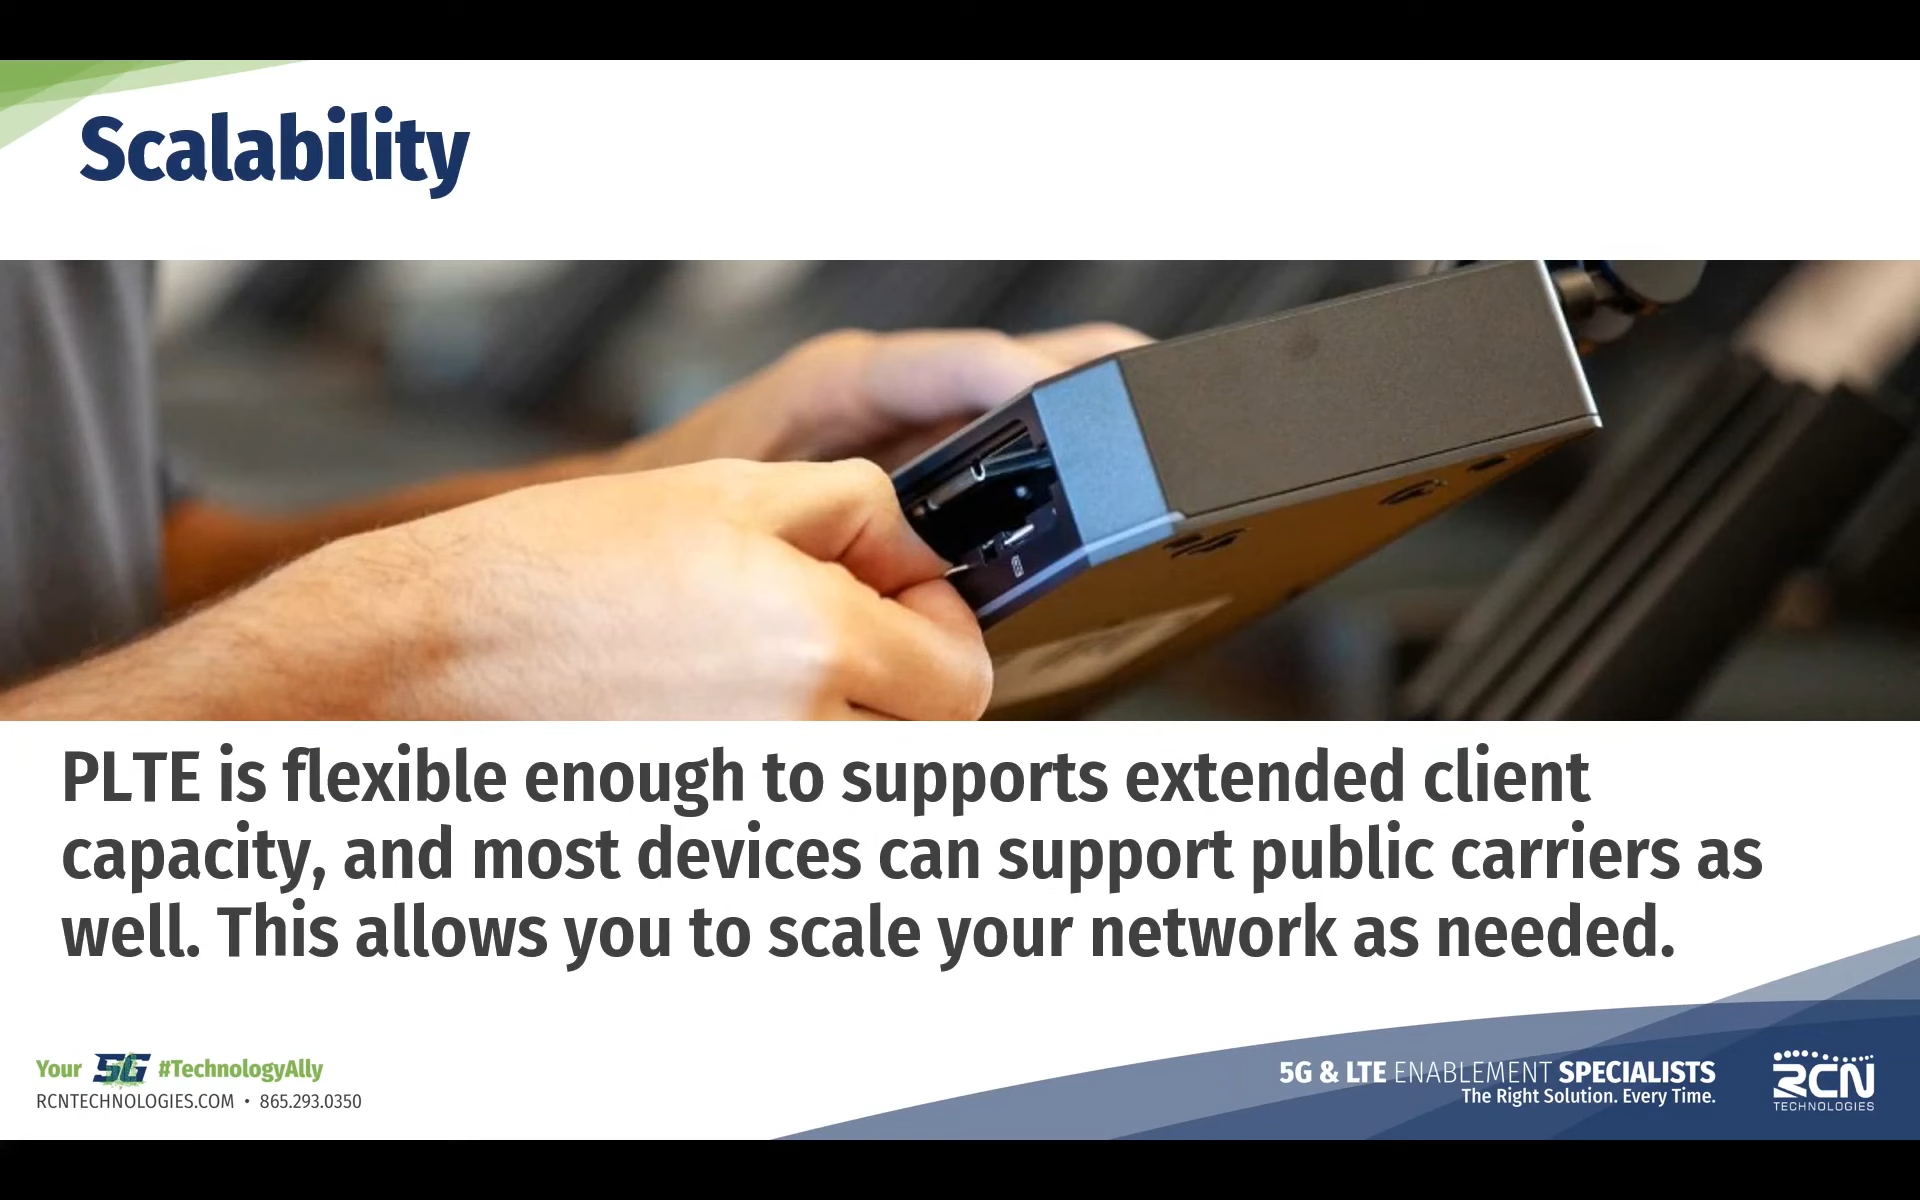 Scalability
PLTE is flexible enough to supports extended client
capacity, and most devices can support public carriers as
well. This allows you to scale your network as needed.
Your 5G #TechnologyAlly
RCNTECHNOLOGIES.COM • 865.293.0350
5G & LTE ENABLEMENT SPECIALISTS
The Right Solution. Every Time.
RCN
TECHNOLOGIES